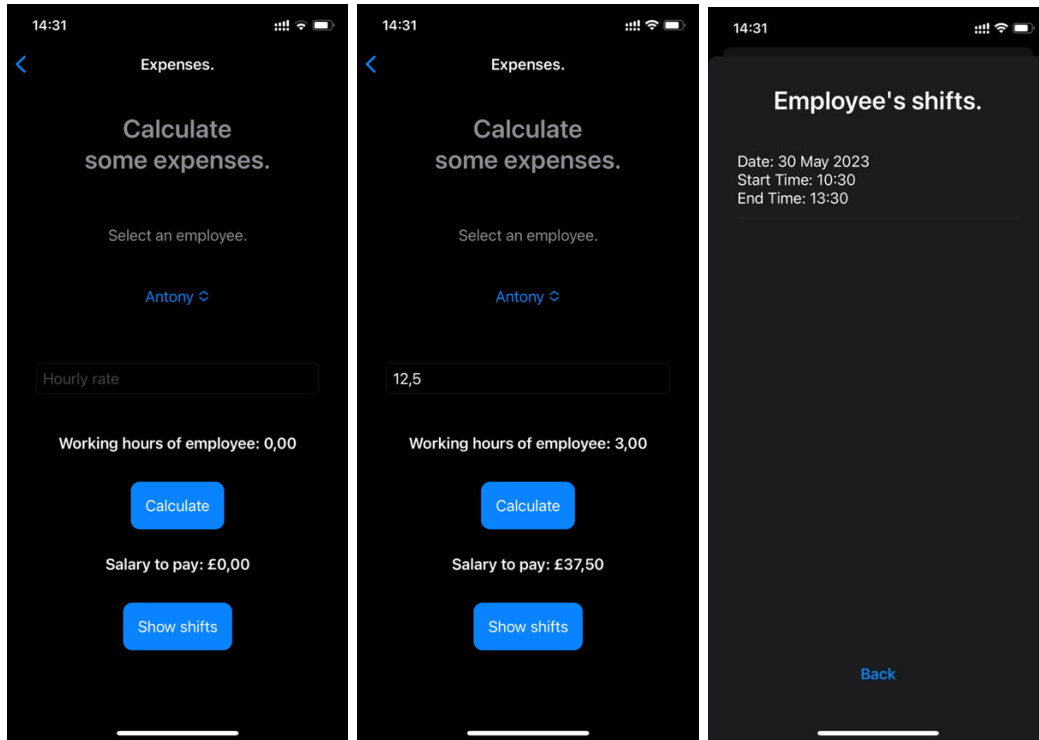 14:31
Expenses.
Calculate
some expenses.
Select an employee.
Antony
Hourly rate
Working hours of employee: 0,00
Calculate
Salary to pay: £0,00
Show shifts
14:31
Expenses.
Calculate
some expenses.
Select an employee.
Antony
12,5
Working hours of employee: 3,00
Calculate
Salary to pay: £37,50
Show shifts
14:31
Employee's shifts.
Date: 30 May 2023
Start Time: 10:30
End Time: 13:30
Back